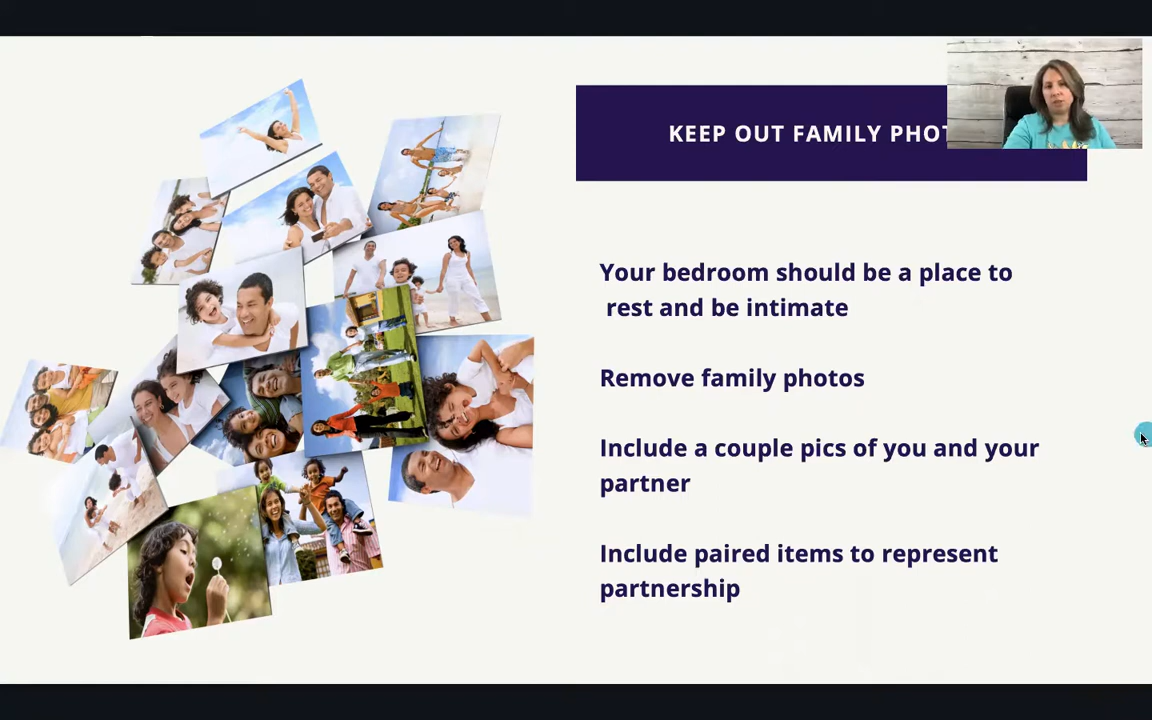 KEEP OUT FAMILY
Your bedroom should be a place to
rest and be intimate
Remove family photos
Include a couple pics of you and your
partner
Include paired items to represent
partnership